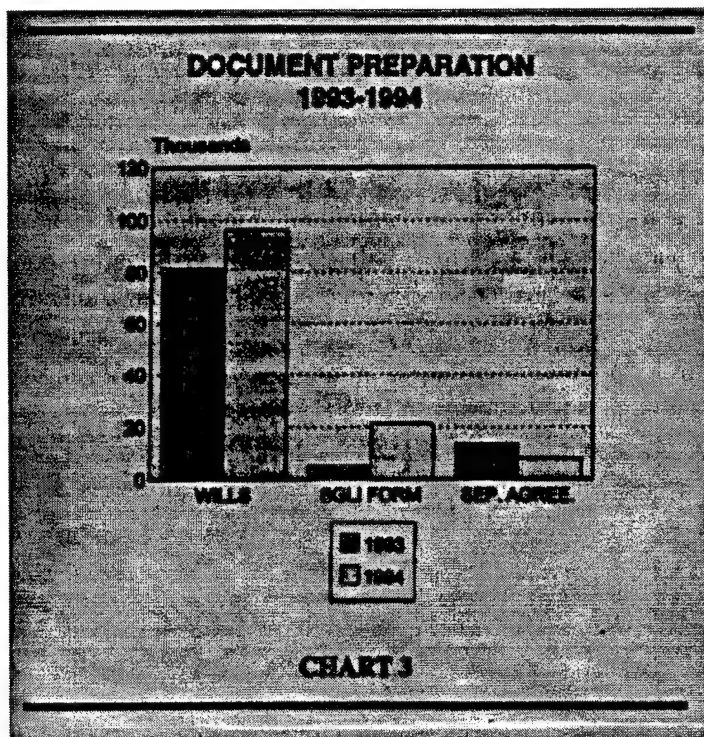 DOCUMENT PREPARATION
1993-1994
Thousands
120
100
80
60
40
20
0
WILLS
SGLI FORM
SEP. AGREE.
1993
1994
CHART 3